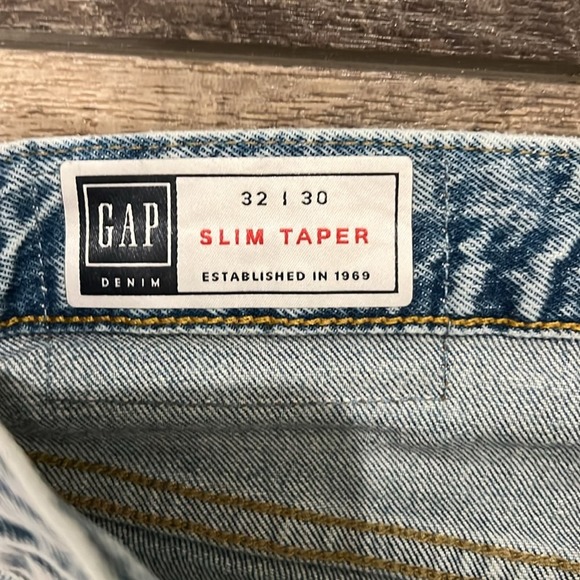 GAP
DENIM
32 | 30
SLIM TAPER
ESTABLISHED IN 1969